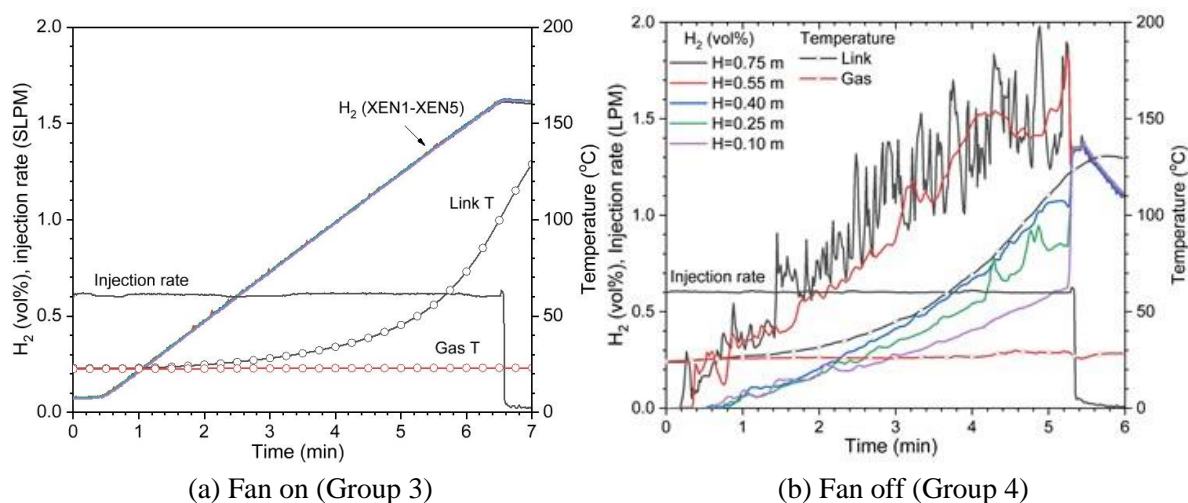 2.0
200
H₂ (XEN1-XEN5)
1.5
150
Link T
1.0
100
Injection rate
0.5
50
Gas T
0.0
0
0 1 2 3 4 5 6 7
Time (min)
H₂ (vol%), injection rate (SLPM)
Temperature (°C)
(a) Fan on (Group 3)
2.0
200
H₂ (vol%)
Temperature
H=0.75 m
Link
H=0.55 m
Gas
H=0.40 m
H=0.25 m
1.5
150
H=0.10 m
1.0
100
Injection rate
0.5
50
0.0
0
0 1 2 3 4 5 6
Time (min)
H₂ (vol%), Injection rate (LPM)
Temperature (°C)
(b) Fan off (Group 4)